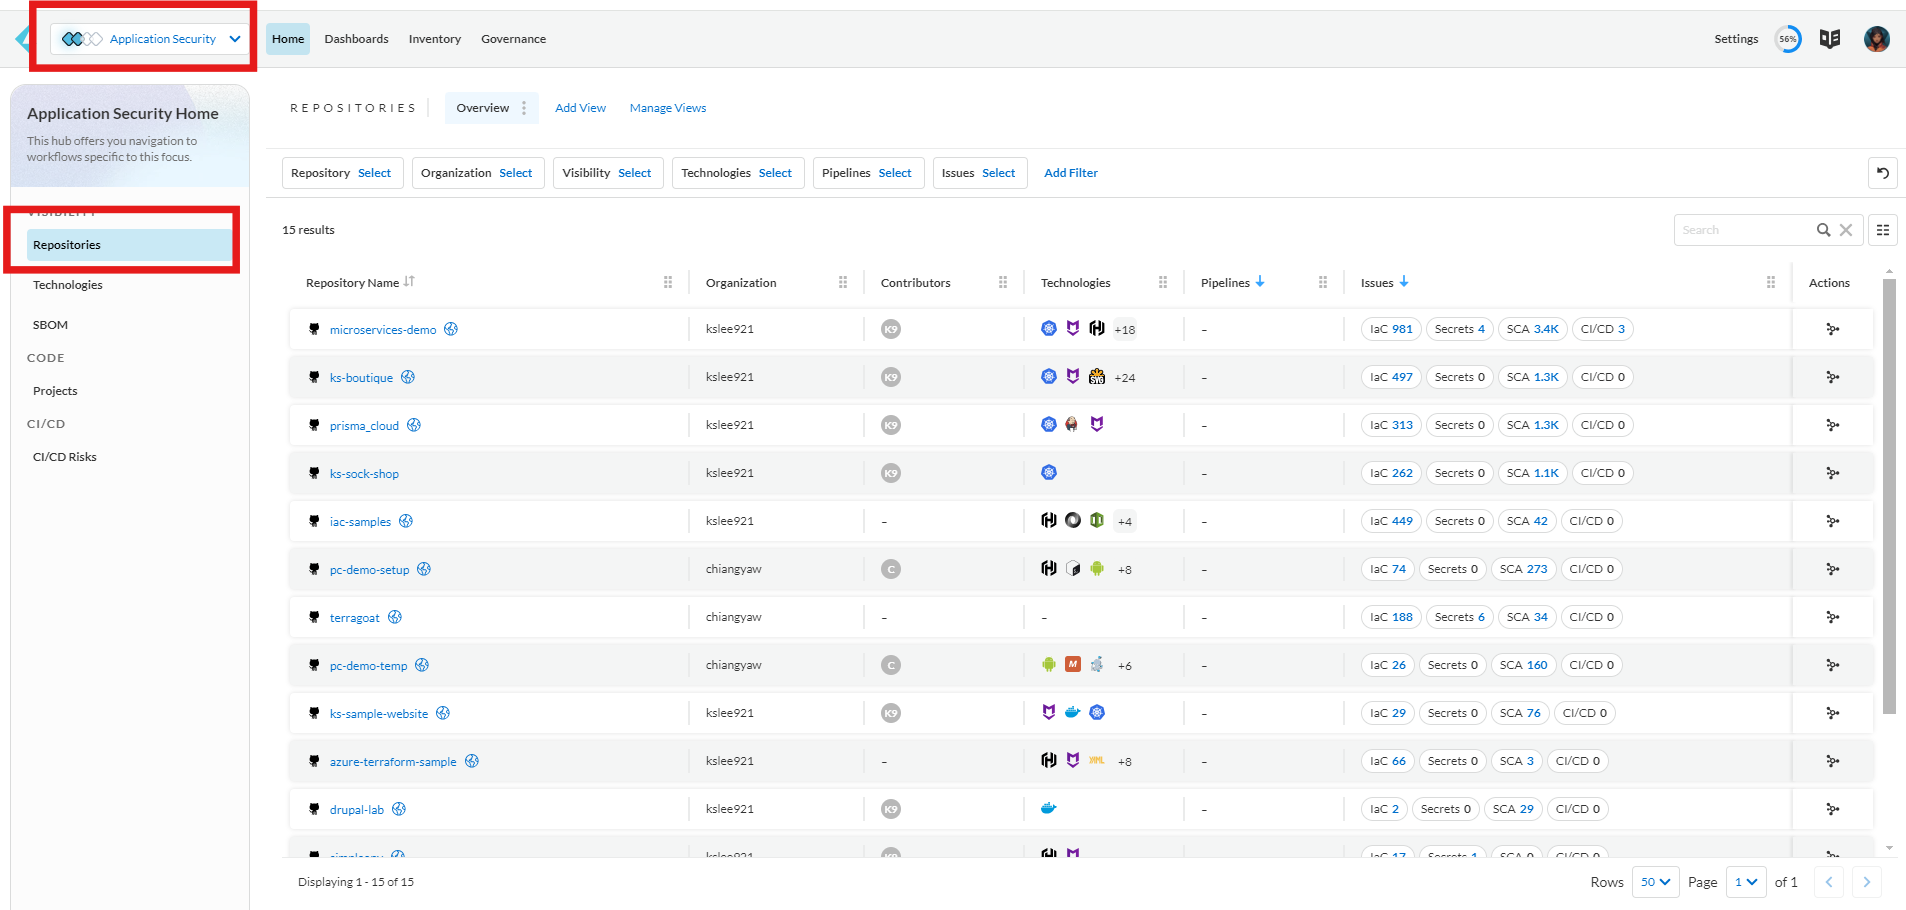 Application Security
Home Dashboards Inventory Governance
Settings 56%
Application Security Home
This hub offers you navigation to
workflows specific to this focus.
VISIBILITY
Repositories
Technologies
SBOM
CODE
Projects
CI/CD
CI/CD Risks
REPOSITORIES Overview Add View Manage Views
Repository Select Organization Select Visibility Select Technologies Select Pipelines Select Issues Select Add Filter
15 results
Search
Repository Name Organization Contributors Technologies Pipelines Issues Actions
microservices-demo kslee921 K9 +18 – IaC 981 Secrets 4 SCA 3.4K CI/CD 3
ks-boutique kslee921 K9 SVG +24 – IaC 497 Secrets 0 SCA 1.3K CI/CD 0
prisma_cloud kslee921 K9 – IaC 313 Secrets 0 SCA 1.3K CI/CD 0
ks-sock-shop kslee921 K9 – IaC 262 Secrets 0 SCA 1.1K CI/CD 0
iac-samples kslee921 – +4 – IaC 449 Secrets 0 SCA 42 CI/CD 0
pc-demo-setup chiangyaw C +8 – IaC 74 Secrets 0 SCA 273 CI/CD 0
terragoat chiangyaw – – – IaC 188 Secrets 6 SCA 34 CI/CD 0
pc-demo-temp chiangyaw C M +6 – IaC 26 Secrets 0 SCA 160 CI/CD 0
ks-sample-website kslee921 K9 – IaC 29 Secrets 0 SCA 76 CI/CD 0
azure-terraform-sample kslee921 – XML +8 – IaC 66 Secrets 0 SCA 3 CI/CD 0
drupal-lab kslee921 K9 – IaC 2 Secrets 0 SCA 29 CI/CD 0
kslee921 K9 IaC 17 Secrets 1 SCA 0 CI/CD 0
Displaying 1 - 15 of 15
Rows 50 Page 1 of 1